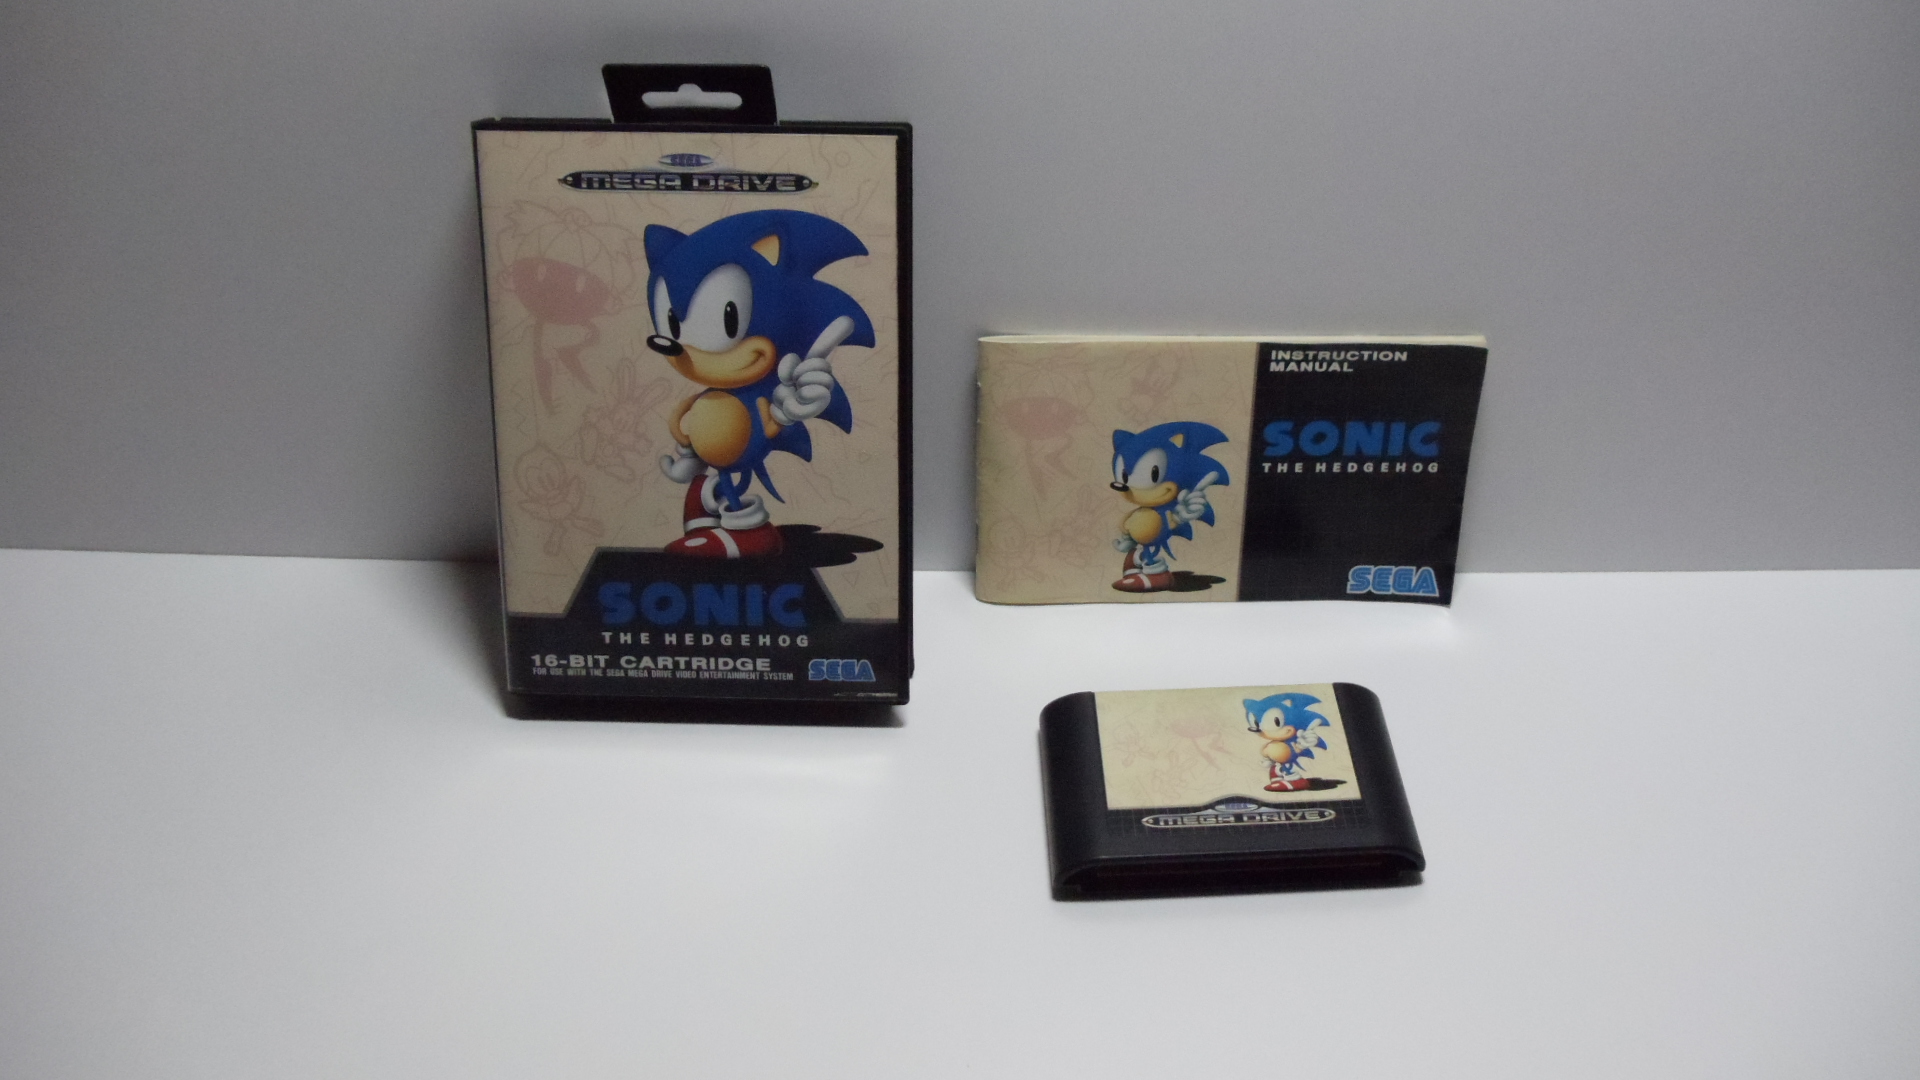 SEGA
MEGA DRIVE
SONIC
THE HEDGEHOG
16-BIT CARTRIDGE
FOR USE WITH THE SEGA MEGA DRIVE VIDEO ENTERTAINMENT SYSTEM
SEGA
INSTRUCTION
MANUAL
SONIC
THE HEDGEHOG
SEGA
SEGA
MEGA DRIVE